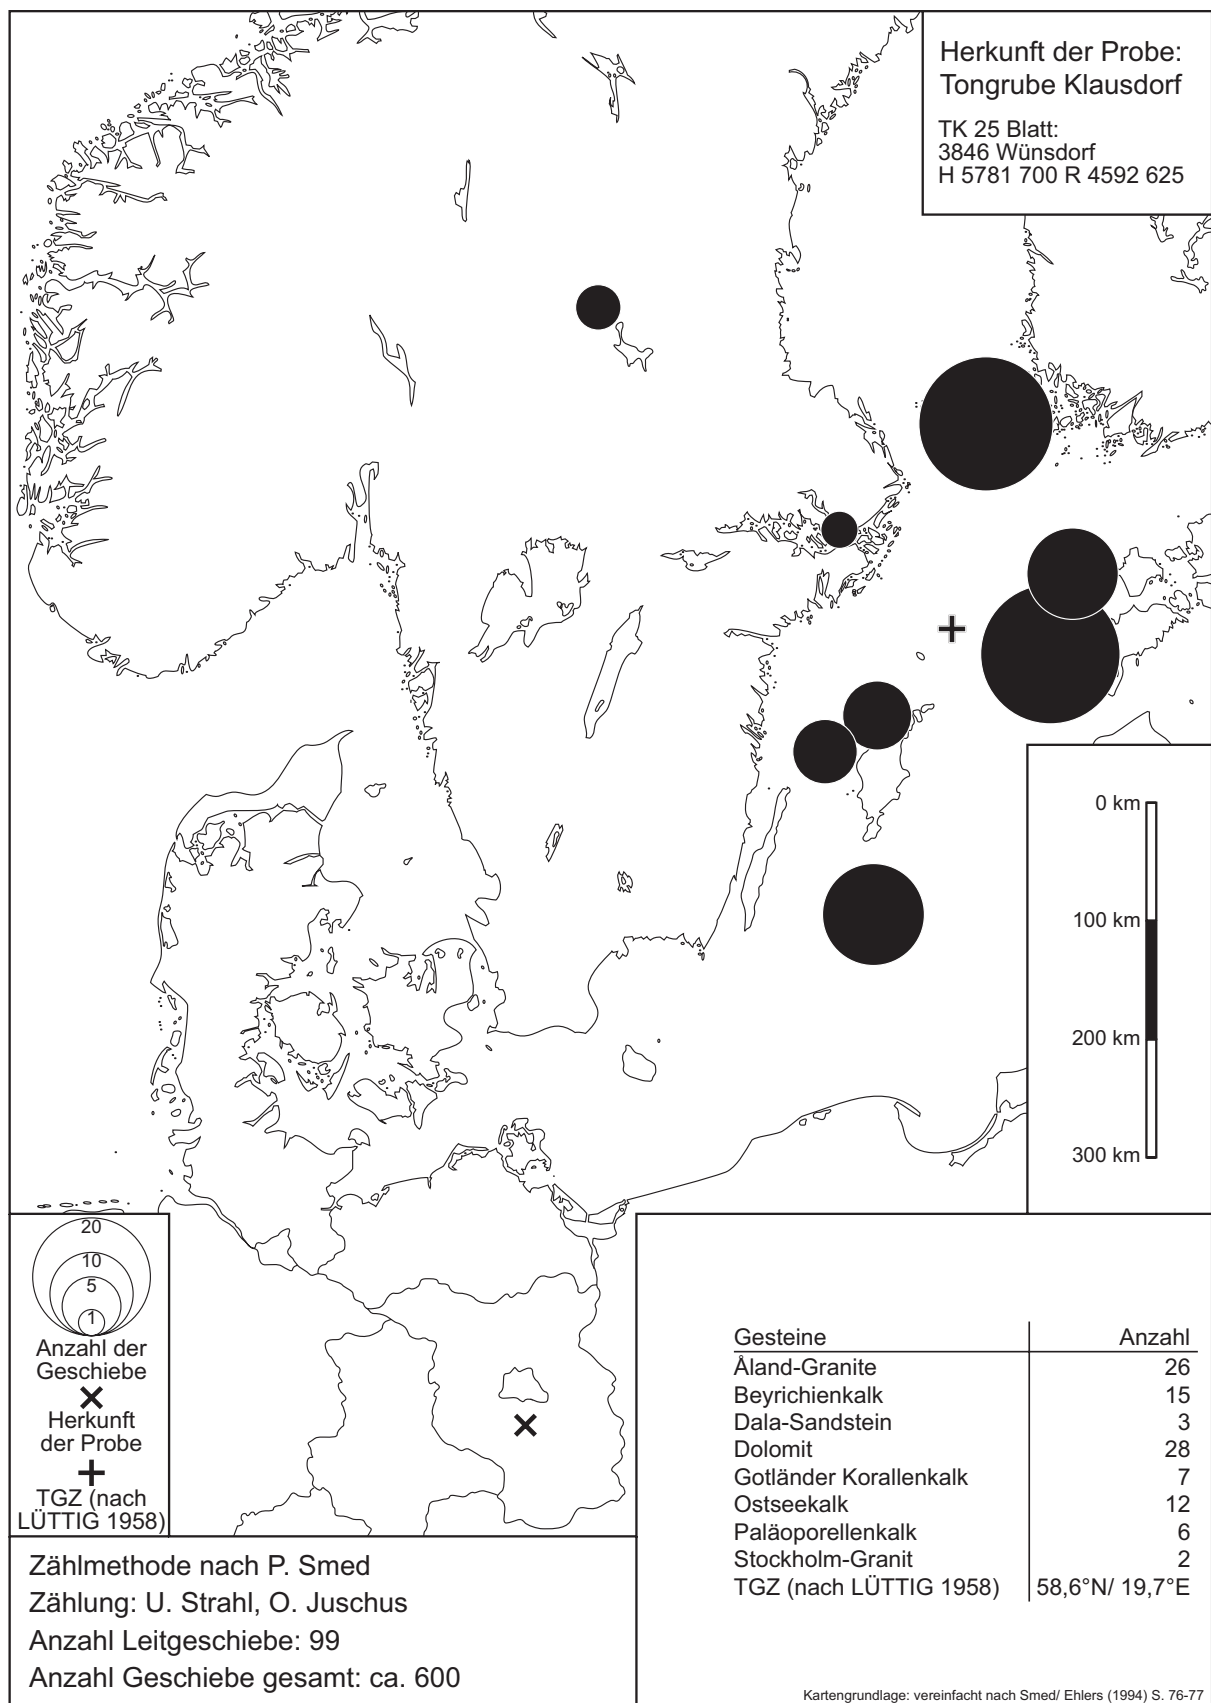 Herkunft der Probe:
Tongrube Klausdorf
TK 25 Blatt:
3846 Wünsdorf
H 5781 700 R 4592 625
0 km
100 km
200 km
300 km
20
10
5
1
Anzahl der
Geschiebe
Herkunft
der Probe
TGZ (nach
LÜTTIG 1958)
Gesteine Anzahl
Åland-Granite 26
Beyrichienkalk 15
Dala-Sandstein 3
Dolomit 28
Gotländer Korallenkalk 7
Ostseekalk 12
Paläoporellenkalk 6
Stockholm-Granit 2
TGZ (nach LÜTTIG 1958) 58,6°N/ 19,7°E
Zählmethode nach P. Smed
Zählung: U. Strahl, O. Juschus
Anzahl Leitgeschiebe: 99
Anzahl Geschiebe gesamt: ca. 600
Kartengrundlage: vereinfacht nach Smed/ Ehlers (1994) S. 76-77